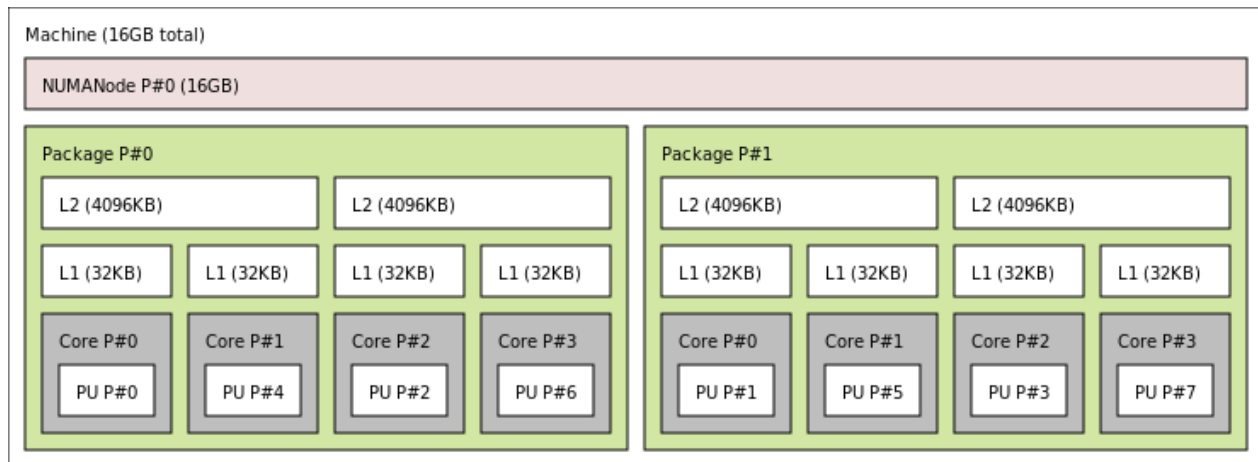 Machine (16GB total)
NUMANode P#0 (16GB)
Package P#0
L2 (4096KB)
L2 (4096KB)
L1 (32KB)
L1 (32KB)
L1 (32KB)
L1 (32KB)
Core P#0
PU P#0
Core P#1
PU P#4
Core P#2
PU P#2
Core P#3
PU P#6
Package P#1
L2 (4096KB)
L2 (4096KB)
L1 (32KB)
L1 (32KB)
L1 (32KB)
L1 (32KB)
Core P#0
PU P#1
Core P#1
PU P#5
Core P#2
PU P#3
Core P#3
PU P#7